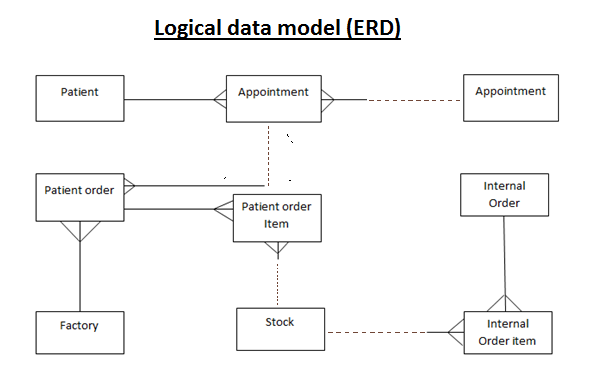 Logical data model (ERD)
Patient
Appointment
Appointment
Patient order
Patient order
Item
Internal
Order
Factory
Stock
Internal
Order item